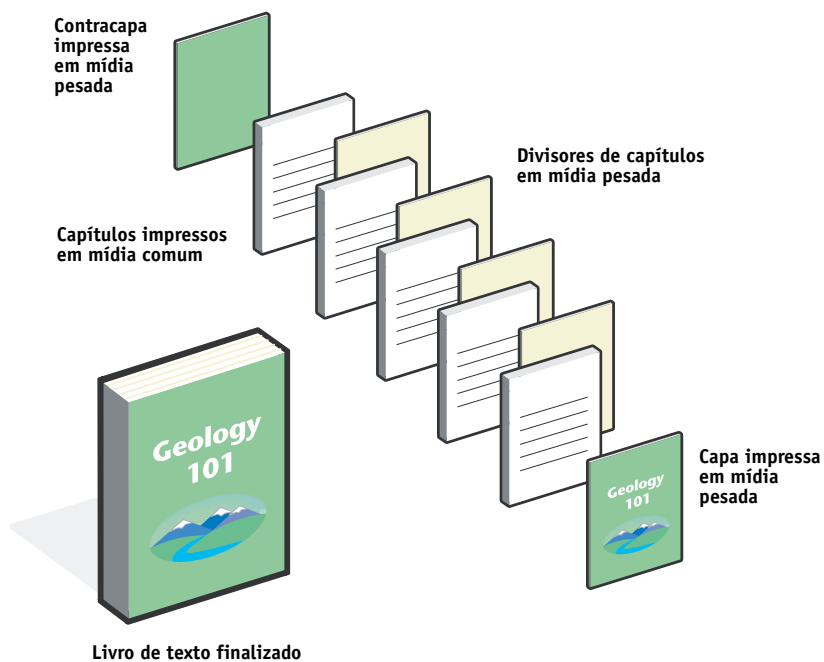 Contracapa
impressa
em mídia
pesada
Divisores de capítulos
em mídia pesada
Capítulos impressos
em mídia comum
Geology
101
Capa impressa
em mídia
pesada
Geology
101
Livro de texto finalizado